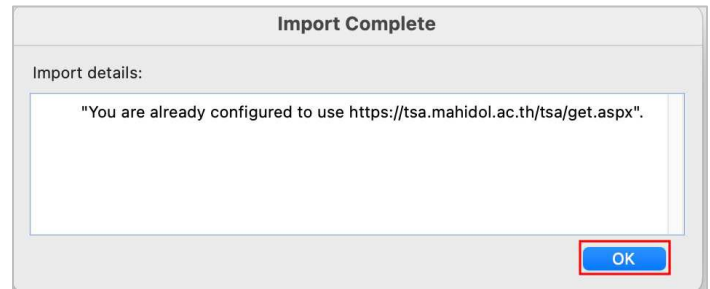 Import Complete
Import details:
"You are already configured to use https://tsa.mahidol.ac.th/tsa/get.aspx".
OK